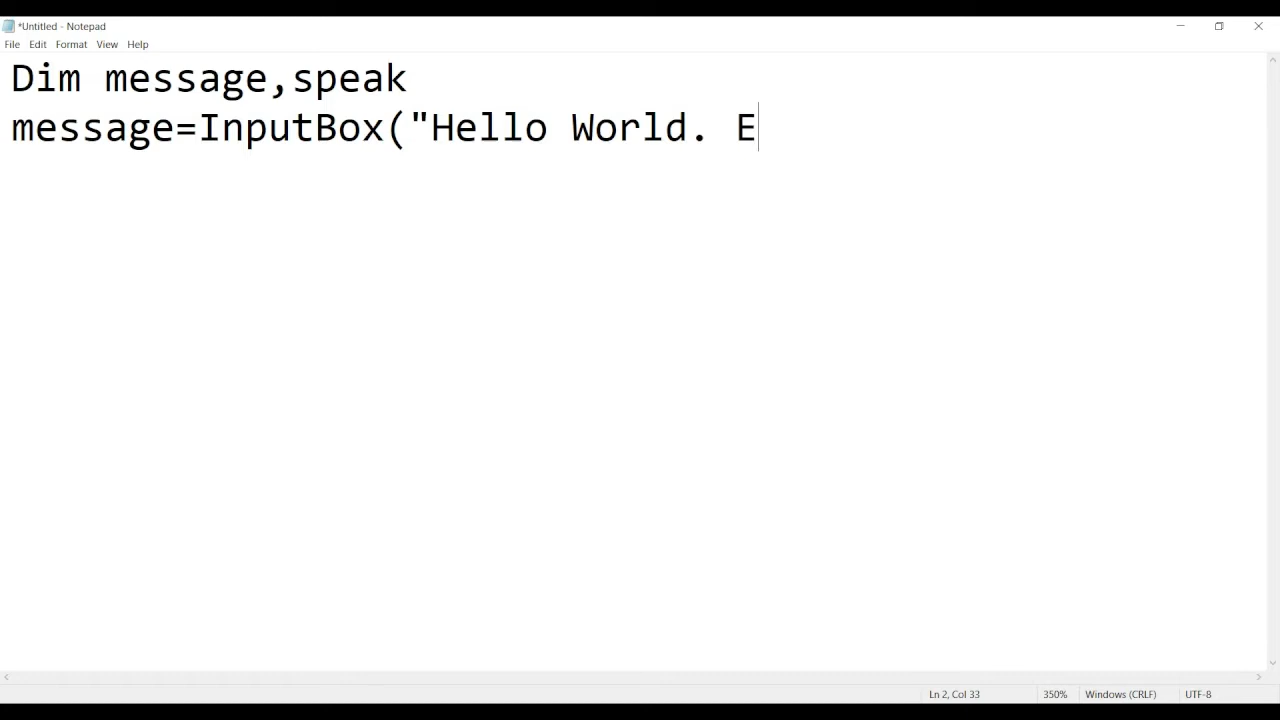 *Untitled - Notepad
File Edit Format View Help
Dim message,speak
message=InputBox("Hello World. E
Ln 2, Col 33 350% Windows (CRLF) UTF-8